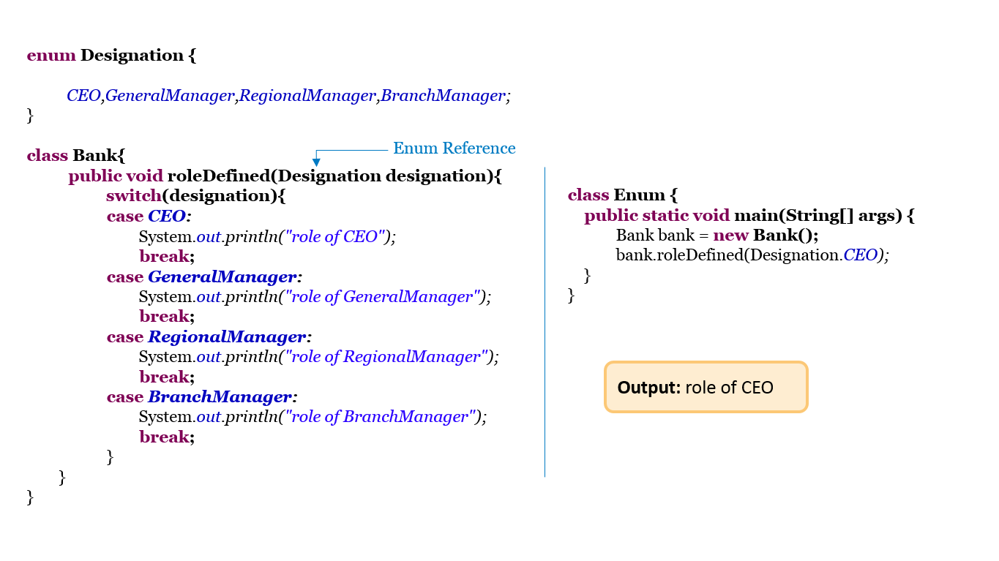 enum Designation {
CEO,GeneralManager,RegionalManager,BranchManager;
}
class Bank{
Enum Reference
public void roleDefined(Designation designation){
switch(designation){
case CEO:
System.out.println("role of CEO");
break;
case GeneralManager:
System.out.println("role of GeneralManager");
break;
case RegionalManager:
System.out.println("role of RegionalManager");
break;
case BranchManager:
System.out.println("role of BranchManager");
break;
}
}
}
class Enum {
public static void main(String[] args) {
Bank bank = new Bank();
bank.roleDefined(Designation.CEO);
}
}
Output: role of CEO